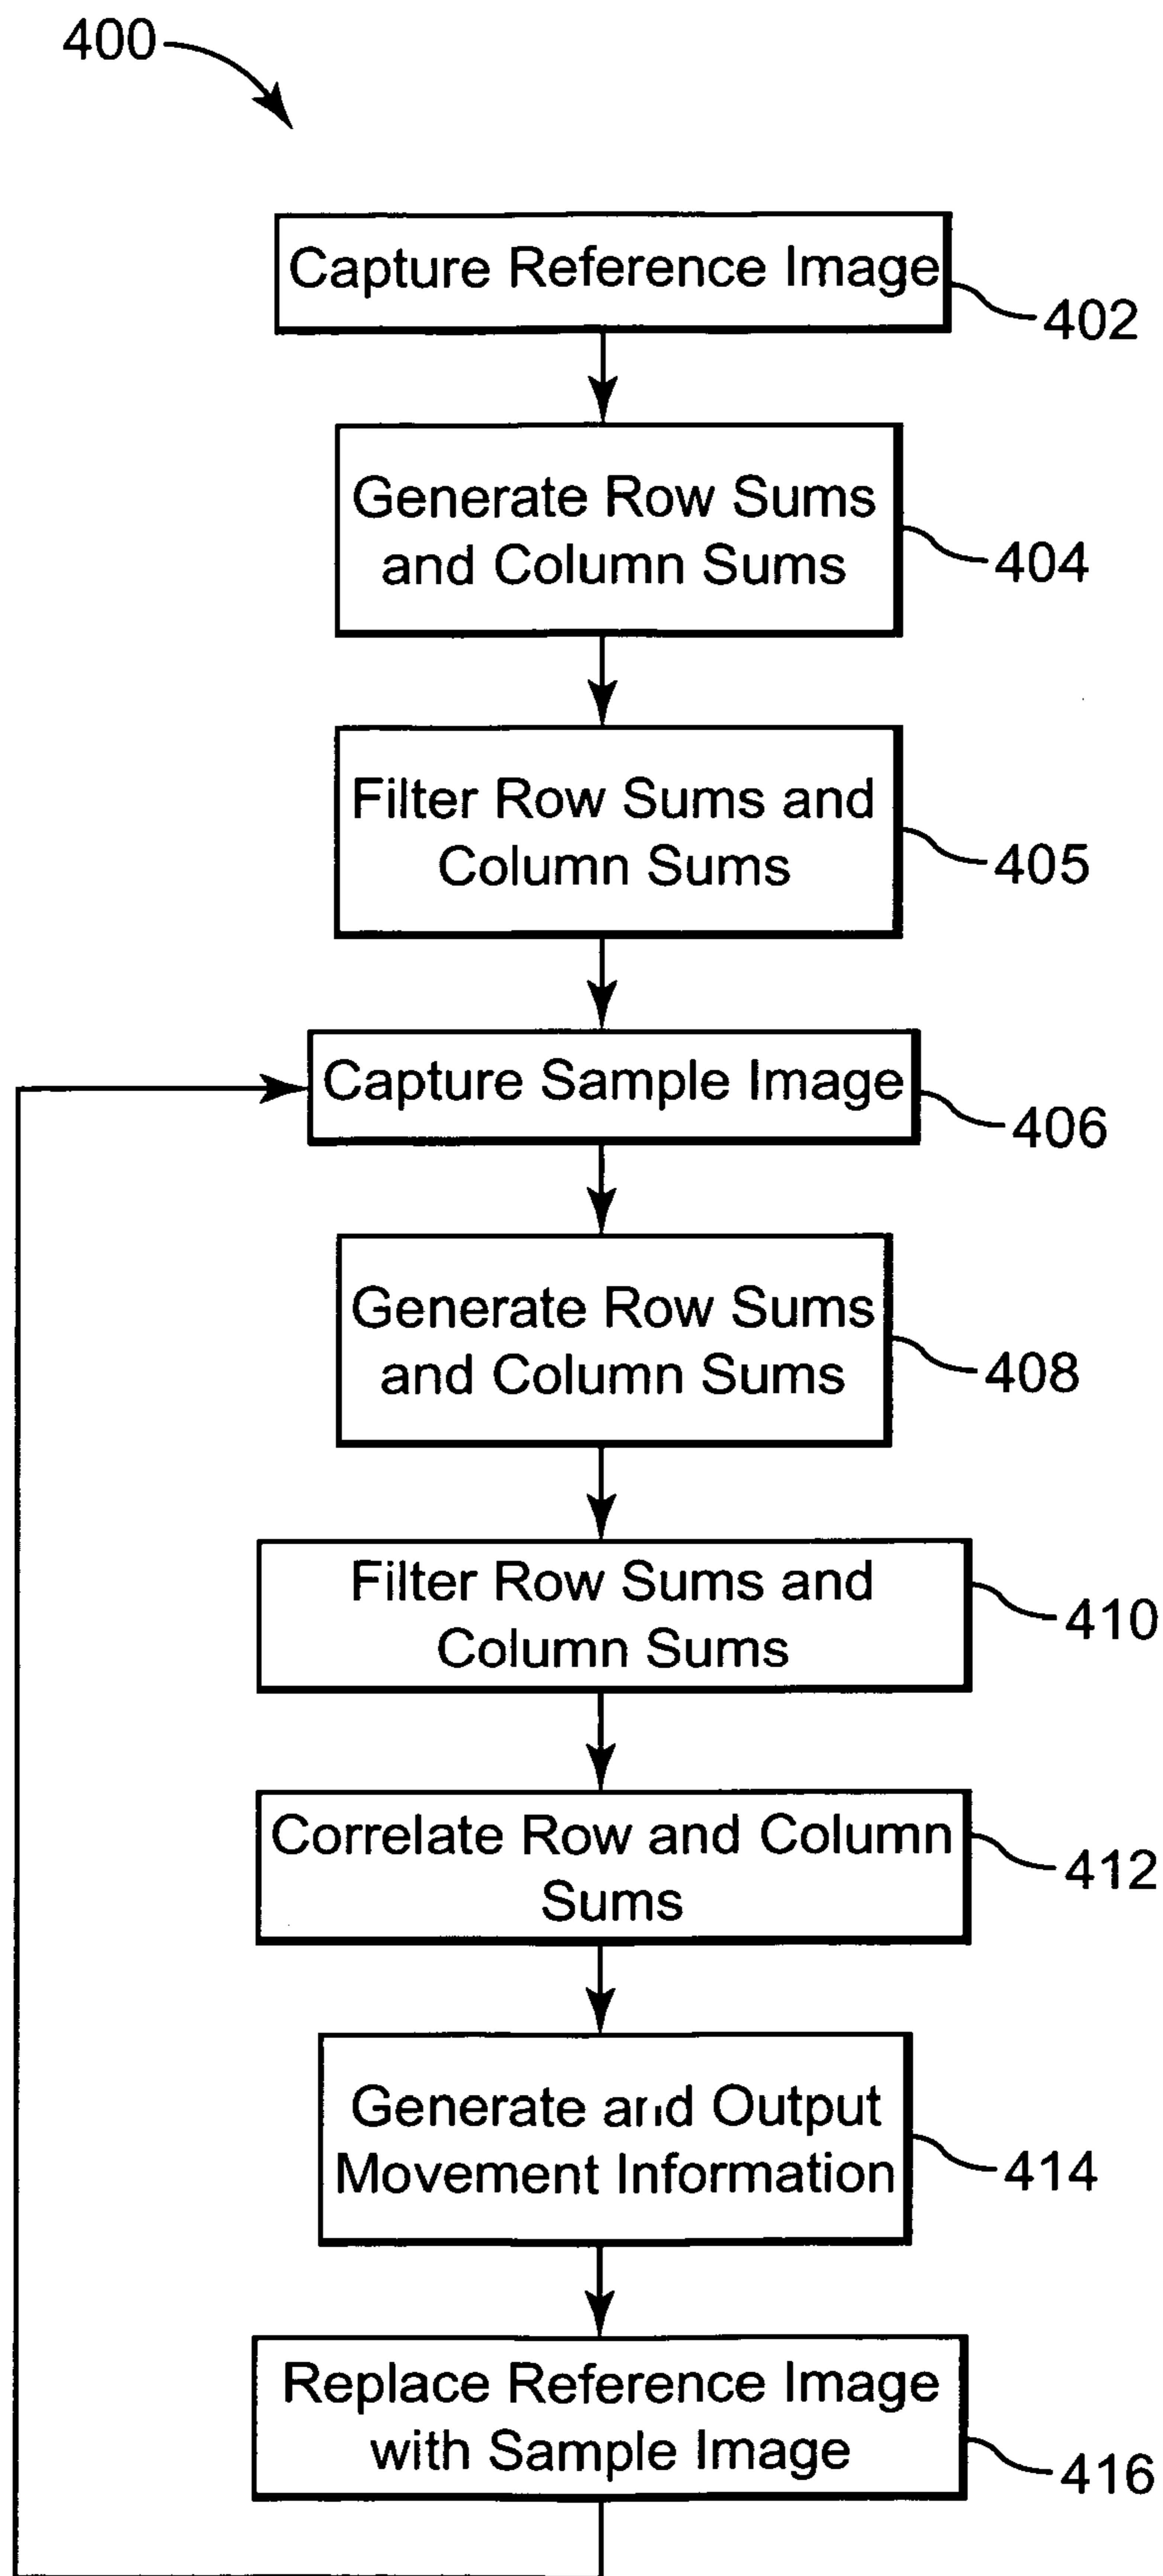 400
Capture Reference Image
402
Generate Row Sums
and Column Sums
404
Filter Row Sums and
Column Sums
405
Capture Sample Image
406
Generate Row Sums
and Column Sums
408
Filter Row Sums and
Column Sums
410
Correlate Row and Column
Sums
412
Generate and Output
Movement Information
414
Replace Reference Image
with Sample Image
416